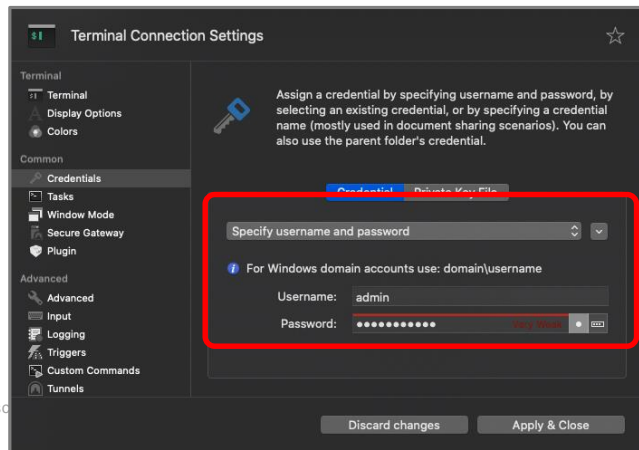 $
Terminal Connection Settings
Terminal
Terminal
Display Options
Colors
Common
Credentials
Tasks
Window Mode
Secure Gateway
Plugin
Advanced
Advanced
Input
Logging
Triggers
Custom Commands
Tunnels
Assign a credential by specifying username and password, by
selecting an existing credential, or by specifying a credential
name (mostly used in document sharing scenarios). You can
also use the parent folder's credential.
Credential Private Key File
Specify username and password
For Windows domain accounts use: domain\username
Username: admin
Password: ●●●●●●●●●●● Very Weak
Discard changes Apply & Close